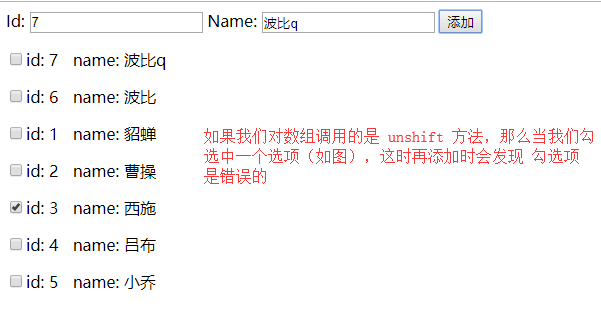 Id: 7 Name: 波比q 添加
id: 7 name: 波比q
id: 6 name: 波比
id: 1 name: 貂蝉
id: 2 name: 曹操
id: 3 name: 西施
id: 4 name: 吕布
id: 5 name: 小乔
如果我们对数组调用的是 unshift 方法，那么当我们勾
选中一个选项（如图），这时再添加时会发现 勾选项
是错误的